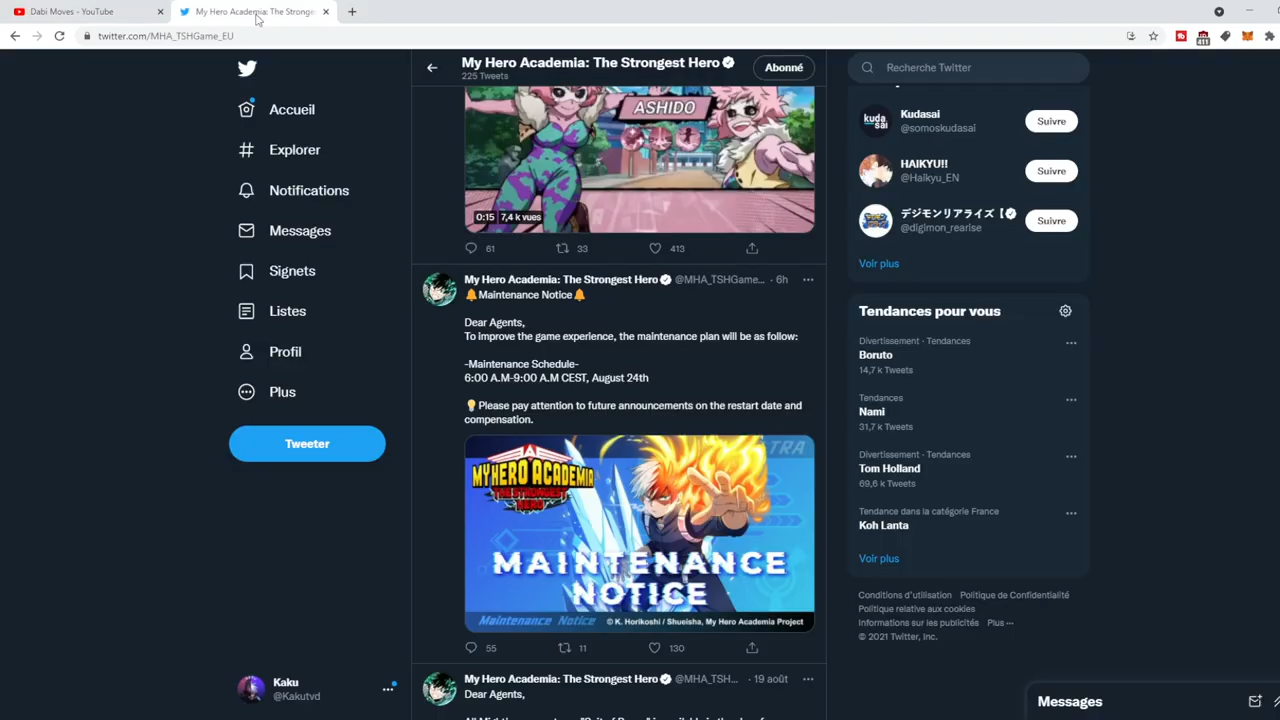 Dabi Moves - YouTube
My Hero Academia: The Stronges
twitter.com/MHA_TSHGame_EU
411
My Hero Academia: The Strongest Hero
225 Tweets
Abonné
Recherche Twitter
Accueil
Explorer
Notifications
Messages
Signets
Listes
Profil
Plus
Tweeter
Kaku
@Kakutvd
ASHIDO
0:15
7,4 k vues
61
33
413
My Hero Academia: The Strongest Hero @MHA_TSHGame... · 6h
🔔Maintenance Notice🔔
Dear Agents,
To improve the game experience, the maintenance plan will be as follow:
-Maintenance Schedule-
6:00 A.M-9:00 A.M CEST, August 24th
💡Please pay attention to future announcements on the restart date and
compensation.
TRA
MY HERO ACADEMIA
THE STRONGEST
HERO
MAINTENANCE
NOTICE
Maintenance Notice
© K. Horikoshi / Shueisha, My Hero Academia Project
55
11
130
My Hero Academia: The Strongest Hero @MHA_TSH... · 19 août
Dear Agents,
kuda
sai
Kudasai
@somoskudasai
Suivre
HAIKYU!!
@Haikyu_EN
Suivre
デジモンリアライズ【
@digimon_rearise
Suivre
Voir plus
Tendances pour vous
Divertissement · Tendances
Boruto
14,7 k Tweets
Tendances
Nami
31,7 k Tweets
Divertissement · Tendances
Tom Holland
69,6 k Tweets
Tendance dans la catégorie France
Koh Lanta
Voir plus
Conditions d'utilisation Politique de Confidentialité
Politique relative aux cookies
Informations sur les publicités Plus ···
© 2021 Twitter, Inc.
Messages